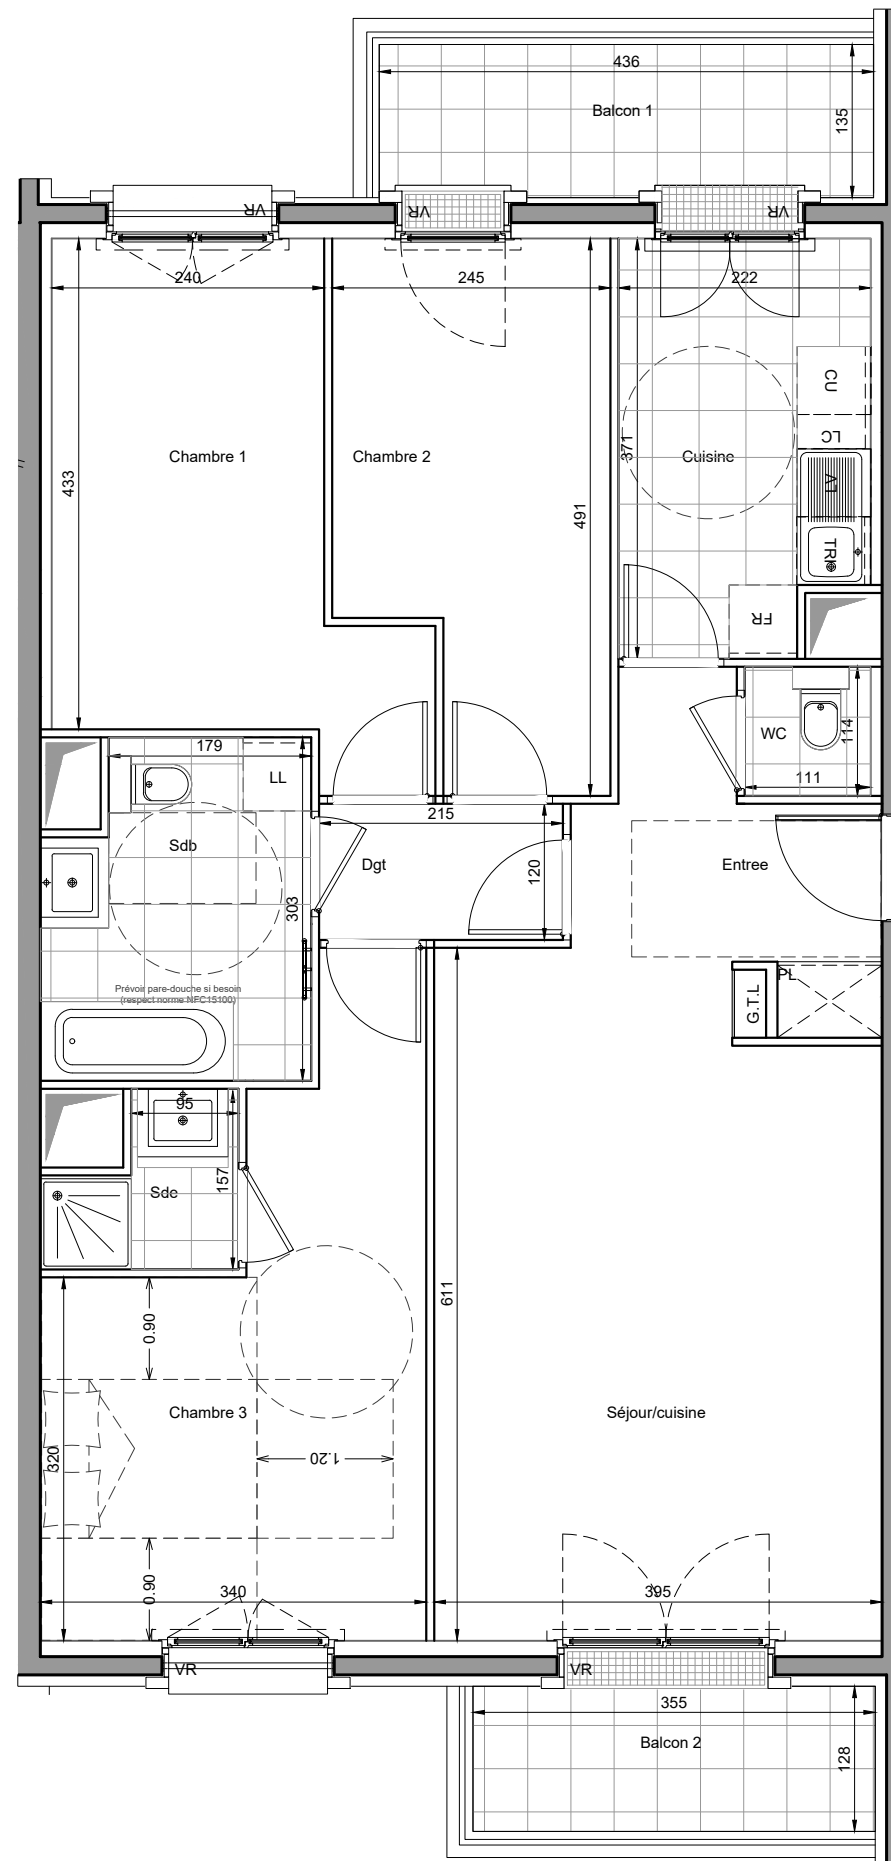 436
Balcon 1
135
VR
VR
VR
240
245
222
CU
LC
Chambre 1
Chambre 2
371
Cuisine
433
LV
491
TRI
FR
WC
114
179
LL
111
215
Sdb
Dgt
120
Entree
303
PL
G.T.L
Prévoir pare-douche si besoin
(respect norme NFC15100)
95
157
Sde
611
0.90
Chambre 3
Séjour/cuisine
320
1.20
0.90
340
395
VR
VR
355
Balcon 2
128